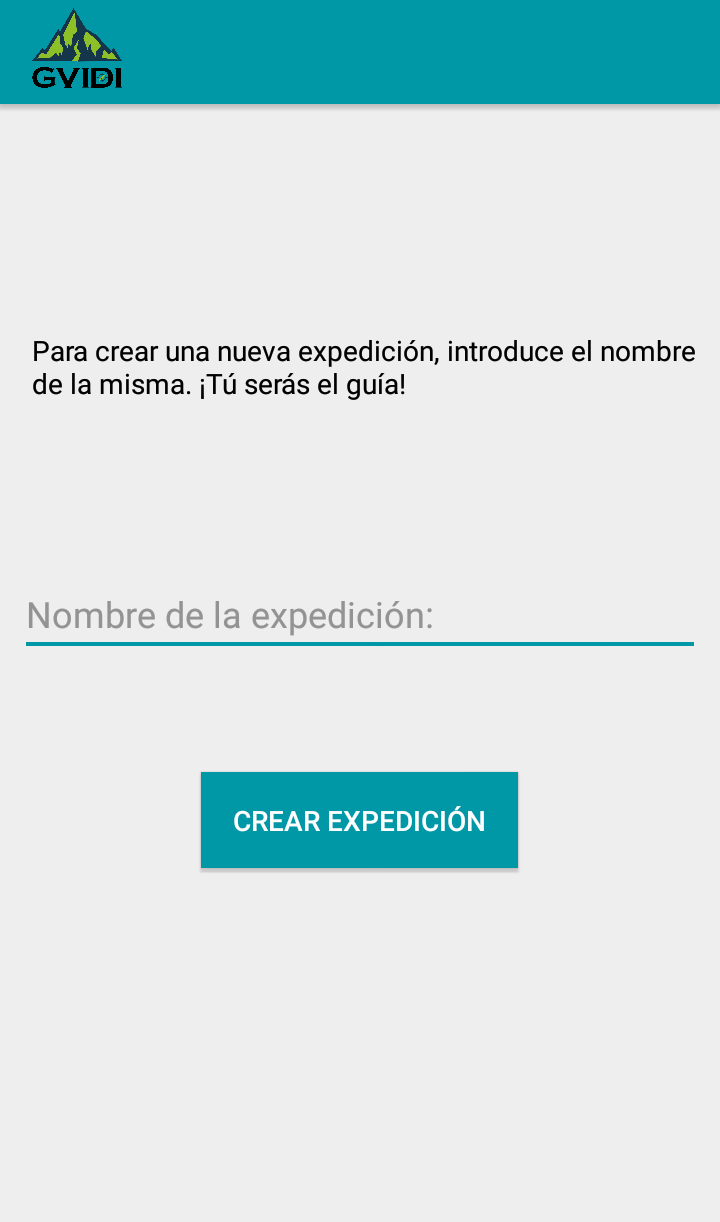 GVIDI
Para crear una nueva expedición, introduce el nombre
de la misma. ¡Tú serás el guía!
Nombre de la expedición:
CREAR EXPEDICIÓN